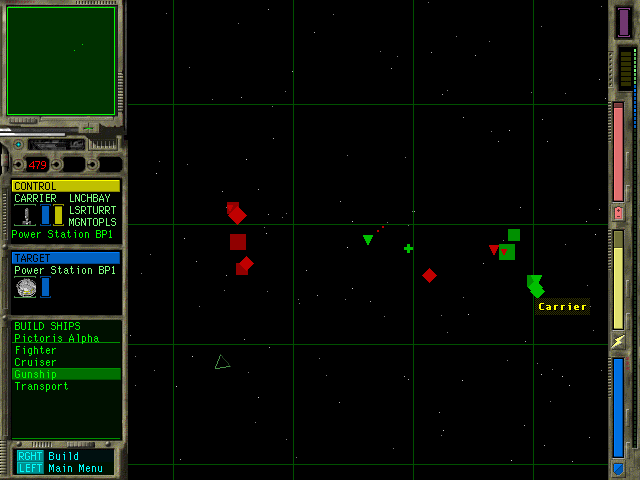 479
CONTROL
CARRIER LNCHBAY
LSRTURRT
MGNTOPLS
Power Station BP1
TARGET
Power Station BP1
BUILD SHIPS
Pictoris Alpha
Fighter
Cruiser
Gunship
Transport
RGHT Build
LEFT Main Menu
Carrier